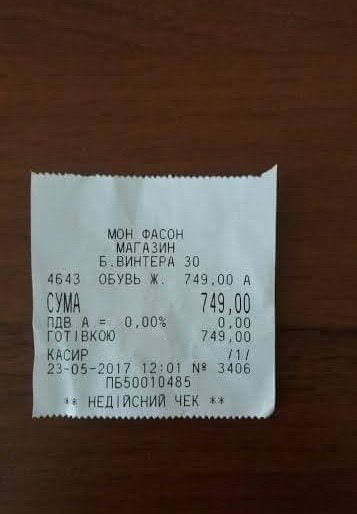 МОН ФАСОН
МАГАЗИН
Б.ВИНТЕРА 30
4643 ОБУВЬ Ж. 749,00 А
СУМА 749,00
ПДВ А = 0,00% 0,00
ГОТІВКОЮ 749,00
КАСИР /1/
23-05-2017 12:01 № 3406
ПБ50010485
** НЕДІЙСНИЙ ЧЕК **